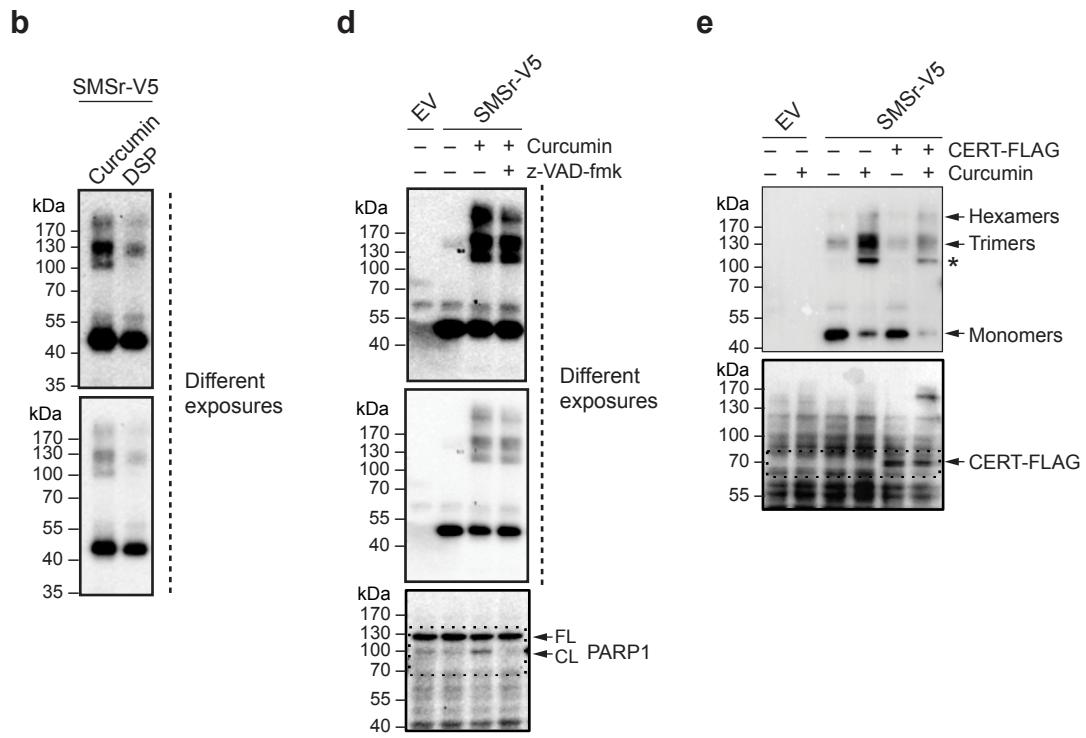 b
SMSr-V5
Curcumin
DSP
kDa
170
130
100
70
55
40
35
kDa
170
130
100
70
55
40
35
Different
exposures
d
EV
SMSr-V5
– – + + Curcumin
– – – + z-VAD-fmk
kDa
170
130
100
70
55
40
kDa
170
130
100
70
55
40
Different
exposures
kDa
170
130
100
70
55
40
FL
CL PARP1
e
EV
SMSr-V5
– – – – + + CERT-FLAG
– + – + – + Curcumin
kDa
170
130
100
70
55
40
Hexamers
Trimers
*
Monomers
kDa
170
130
100
70
55
CERT-FLAG